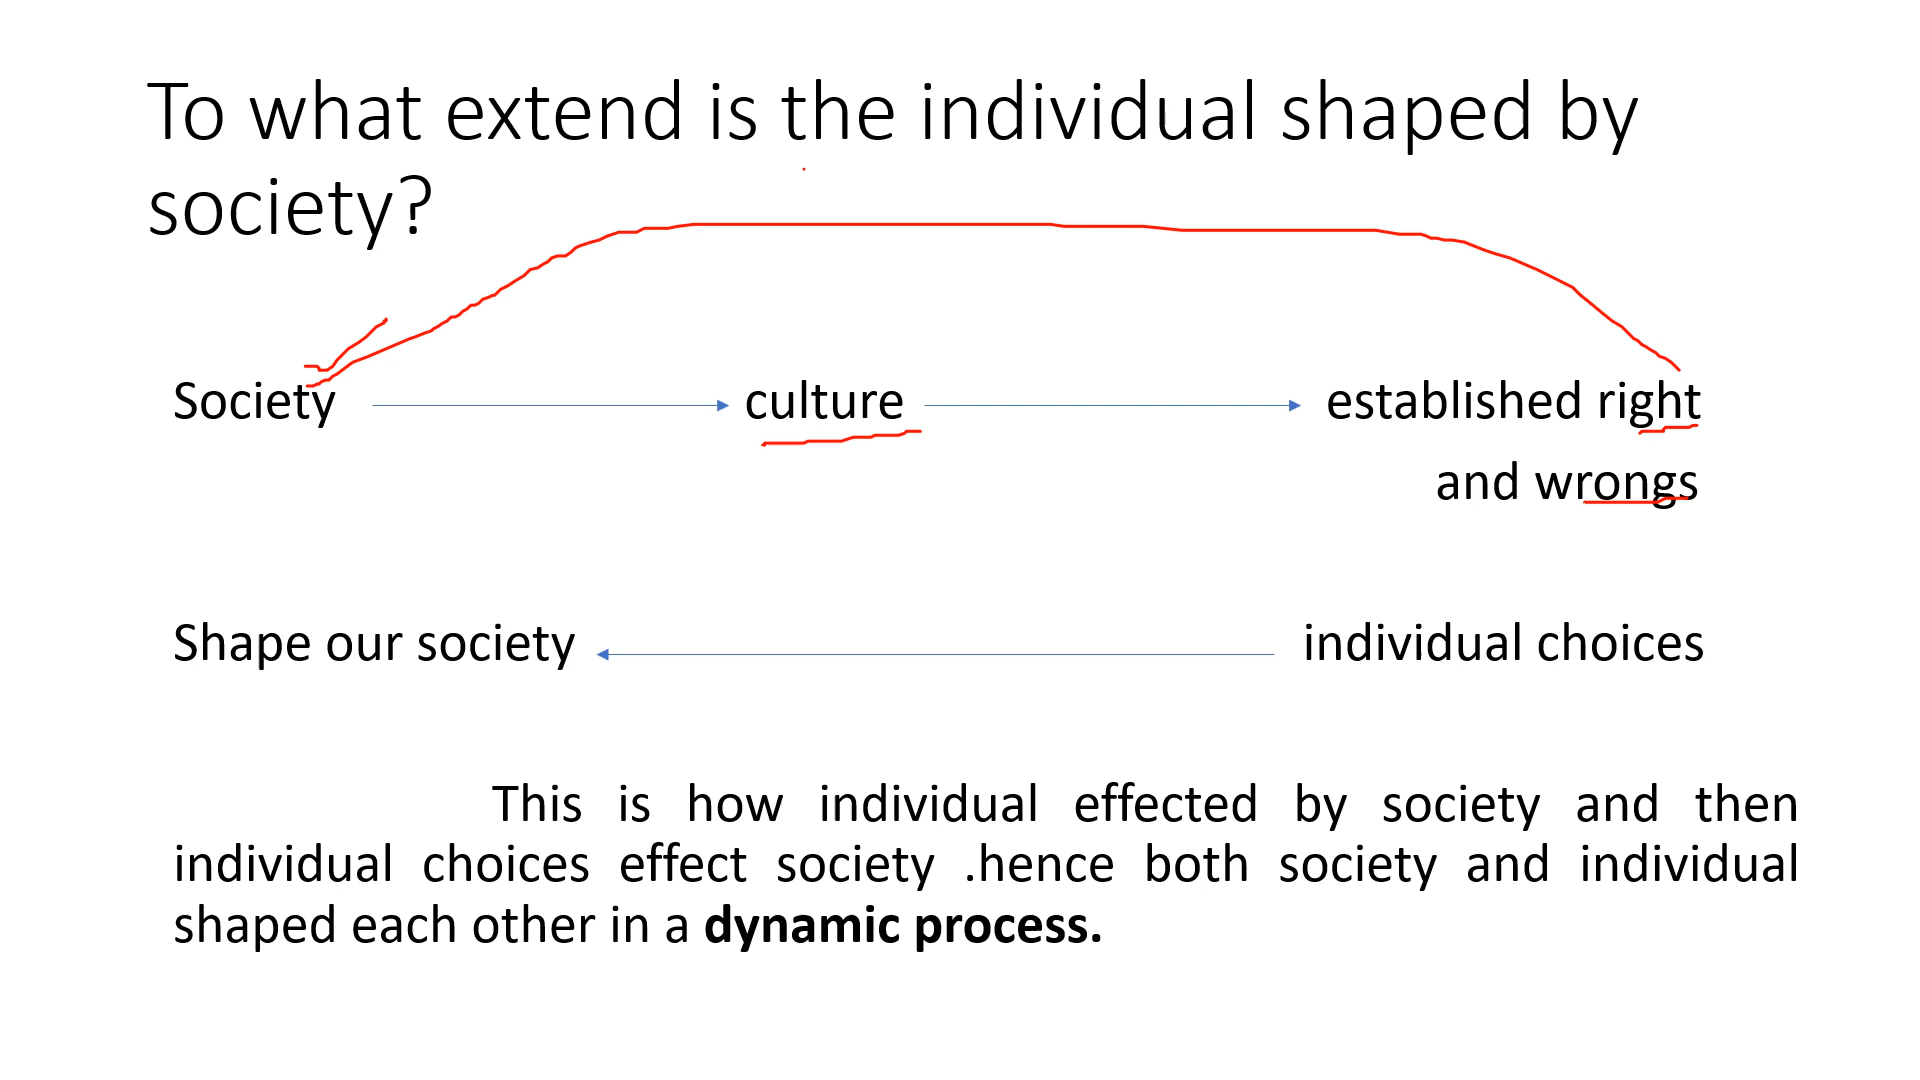 To what extend is the individual shaped by
society?
Society culture established right
and wrongs
Shape our society individual choices
This is how individual effected by society and then
individual choices effect society .hence both society and individual
shaped each other in a dynamic process.